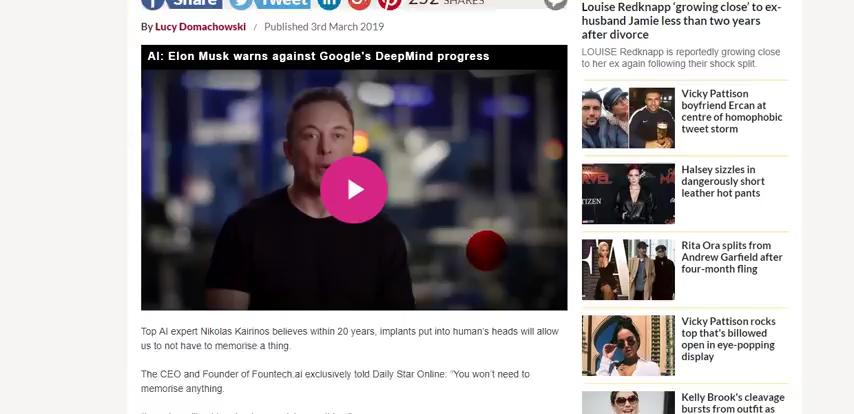 Share
Tweet
252 SHARES
By Lucy Domachowski / Published 3rd March 2019
AI: Elon Musk warns against Google's DeepMind progress
Top AI expert Nikolas Kairinos believes within 20 years, implants put into human's heads will allow
us to not have to memorise a thing.
The CEO and Founder of Fountech.ai exclusively told Daily Star Online: "You won't need to
memorise anything.
Louise Redknapp 'growing close' to ex-
husband Jamie less than two years
after divorce
LOUISE Redknapp is reportedly growing close
to her ex again following their shock split.
Vicky Pattison
boyfriend Ercan at
centre of homophobic
tweet storm
Halsey sizzles in
dangerously short
leather hot pants
Rita Ora splits from
Andrew Garfield after
four-month fling
Vicky Pattison rocks
top that's billowed
open in eye-popping
display
Kelly Brook's cleavage
bursts from outfit as